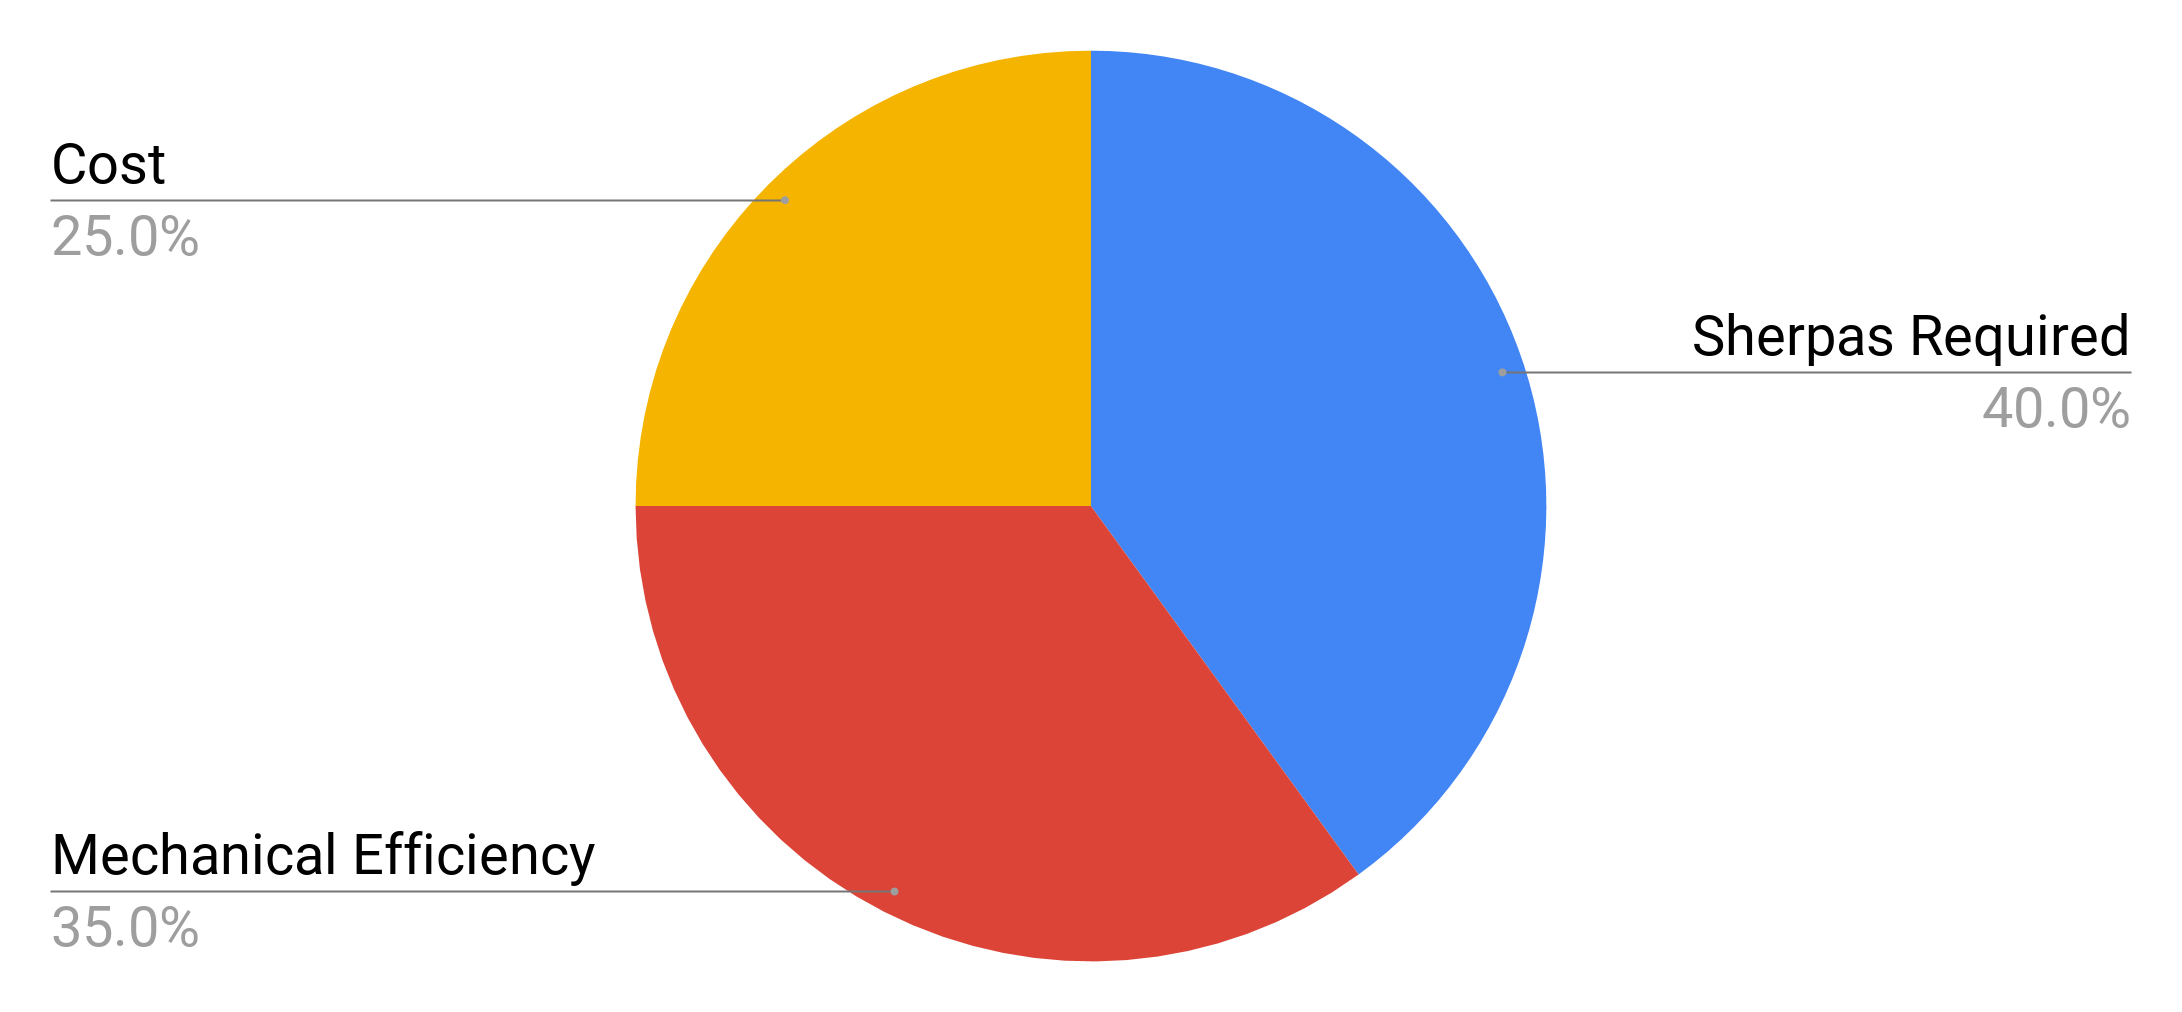 Cost
25.0%
Sherpas Required
40.0%
Mechanical Efficiency
35.0%